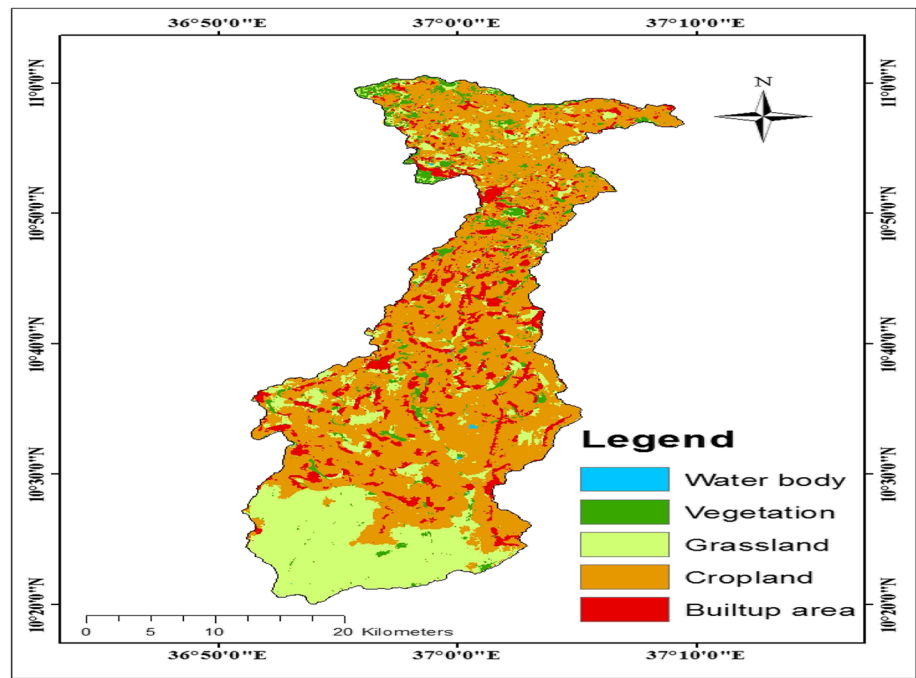 36°50'0"E 37°0'0"E 37°10'0"E
N
11°0'0"N 11°0'0"N
10°50'0"N 10°50'0"N
10°40'0"N 10°40'0"N
10°30'0"N 10°30'0"N
10°20'0"N 10°20'0"N
Legend
Water body
Vegetation
Grassland
Cropland
Builtup area
0 5 10 20 Kilometers
36°50'0"E 37°0'0"E 37°10'0"E